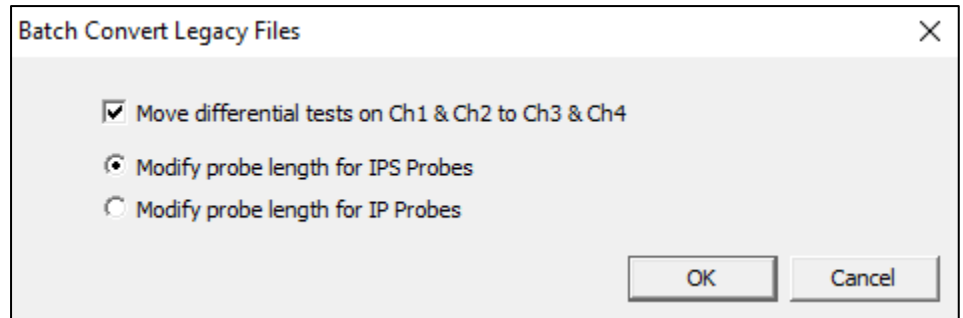 Batch Convert Legacy Files
Move differential tests on Ch1 & Ch2 to Ch3 & Ch4
Modify probe length for IPS Probes
Modify probe length for IP Probes
OK Cancel